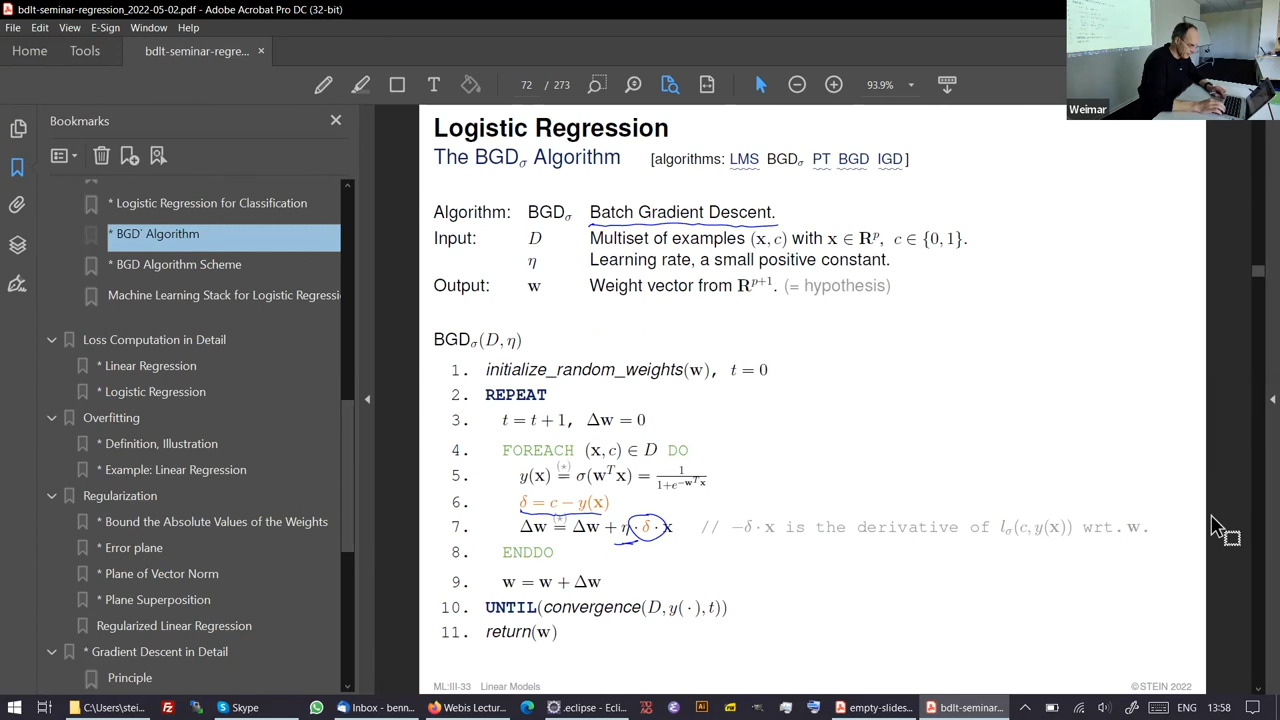 bdlt-seminar-regression_2022-05-02.pdf - Adobe Acrobat Pro DC (32-bit)
File Edit View E-Sign Window Help
Home Tools bdlt-seminar-regre... ×
72 / 273 93.9%
Weimar
Bookmarks
* Logistic Regression for Classification
* BGD` Algorithm
* BGD Algorithm Scheme
Machine Learning Stack for Logistic Regressi
Loss Computation in Detail
* Linear Regression
* Logistic Regression
Overfitting
* Definition, Illustration
* Example: Linear Regression
Regularization
* Bound the Absolute Values of the Weights
* Error plane
* Plane of Vector Norm
* Plane Superposition
Regularized Linear Regression
* Gradient Descent in Detail
Principle
Logistic Regression
The BGDσ Algorithm [algorithms: LMS BGDσ PT BGD IGD]
Algorithm: BGDσ Batch Gradient Descent.
Input: D Multiset of examples (x, c) with x ∈ R^p, c ∈ {0, 1}.
η Learning rate, a small positive constant.
Output: w Weight vector from R^{p+1}. (= hypothesis)
BGDσ(D, η)
1. initialize_random_weights(w), t = 0
2. REPEAT
3. t = t + 1, Δw = 0
4. FOREACH (x, c) ∈ D DO
5. y(x) (⋆)= σ(w^T x) = 1/(1+e^{−w^T x})
6. δ = c − y(x)
7. Δw (⋆)= Δw + η · δ · x // −δ · x is the derivative of lσ(c, y(x)) wrt. w.
8. ENDDO
9. w = w + Δw
10. UNTIL(convergence(D, y(·), t))
11. return(w)
ML:III-33 Linear Models ©STEIN 2022
C:\Users\stei... Skype Inbox - benn... Webis Lectur... .eclipse - Ecli... empty-slides... bdlt-seminar... ENG 13:58